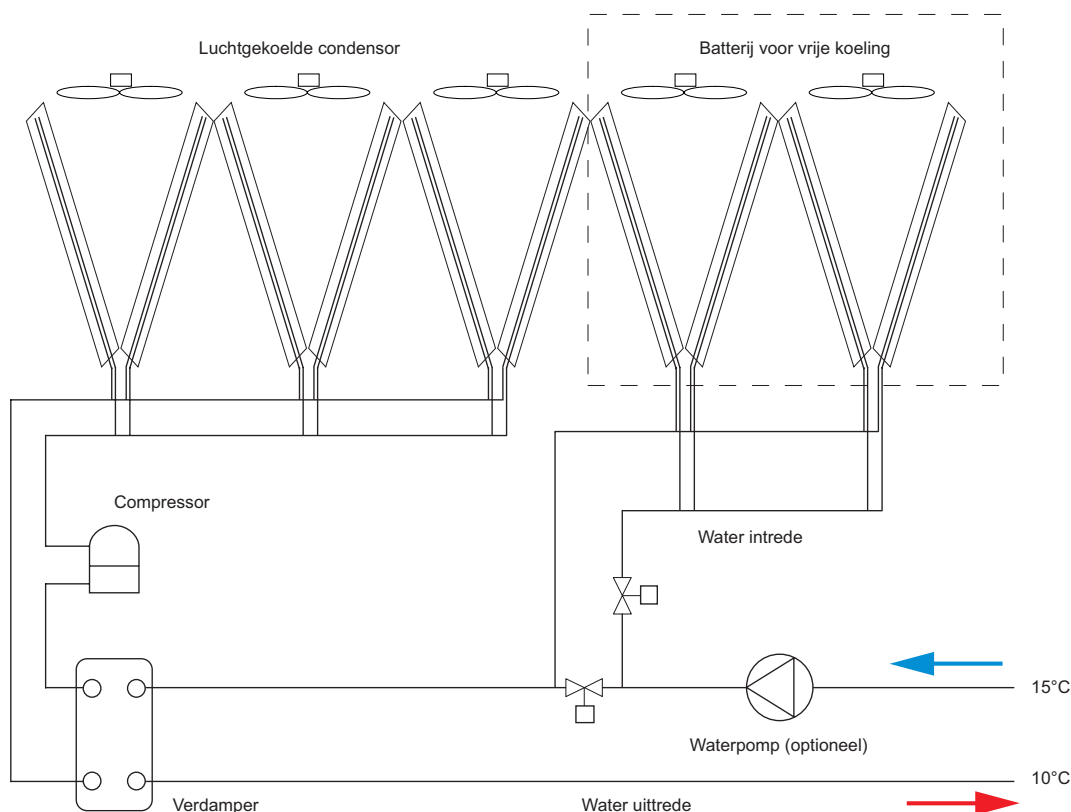 Luchtgekoelde condensor
Batterij voor vrije koeling
Compressor
Water intrede
15°C
Waterpomp (optioneel)
10°C
Verdamper
Water uittrede